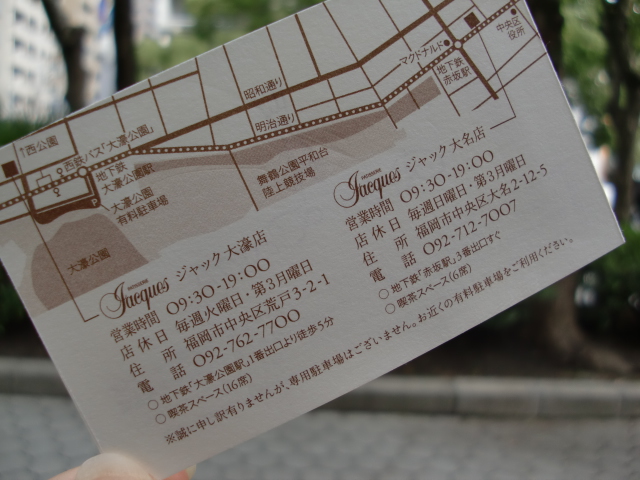 中央区
役所
マクドナルド
地下鉄
赤坂駅
昭和通り
明治通り
西公園
西鉄バス「大濠公園」
地下鉄
大濠公園駅
大濠公園
有料駐車場
舞鶴公園平和台
陸上競技場
大濠公園
Jacques ジャック大濠店
営業時間 09:30-19:00
店休日 毎週火曜日・第3月曜日
住所 福岡市中央区荒戸3-2-1
電話 092-762-7700
○地下鉄「大濠公園駅」1番出口より徒歩5分
○喫茶スペース(16席)
Jacques ジャック大名店
営業時間 09:30-19:00
店休日 毎週日曜日・第3月曜日
住所 福岡市中央区大名2-12-5
電話 092-712-7007
○地下鉄「赤坂駅」3番出口すぐ
○喫茶スペース(6席)
※誠に申し訳有りませんが、専用駐車場はございません。お近くの有料駐車場をご利用ください。